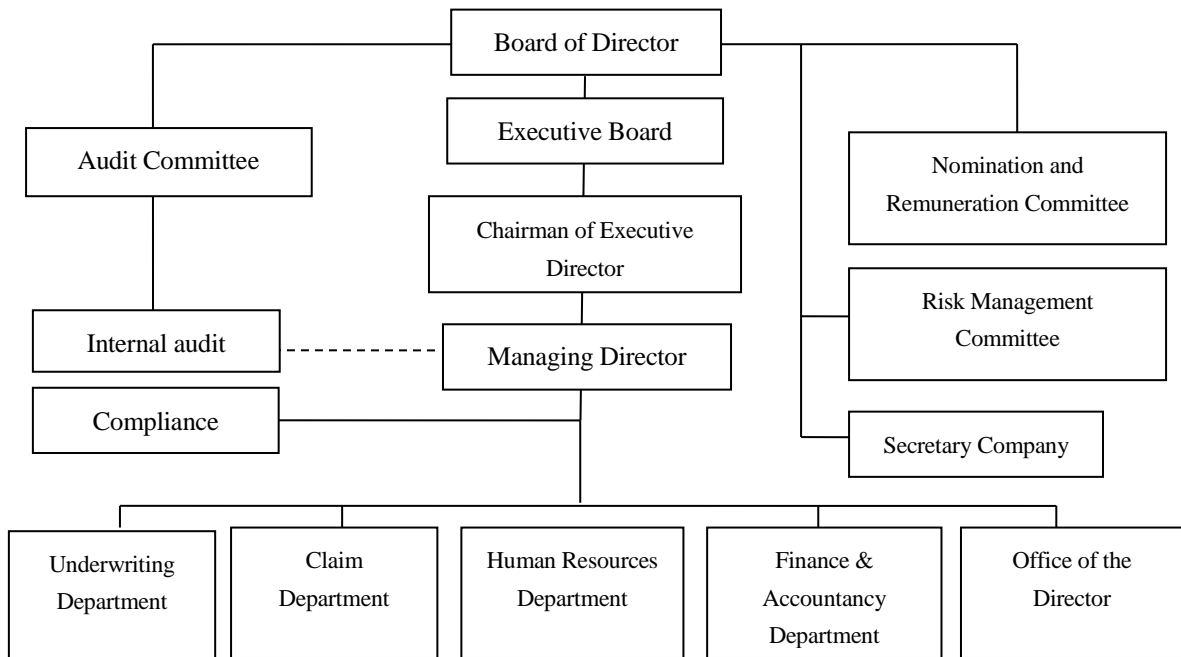 Board of Director
Executive Board
Audit Committee
Nomination and
Remuneration Committee
Chairman of Executive
Director
Risk Management
Committee
Internal audit
Managing Director
Compliance
Secretary Company
Underwriting
Department
Claim
Department
Human Resources
Department
Finance &
Accountancy
Department
Office of the
Director